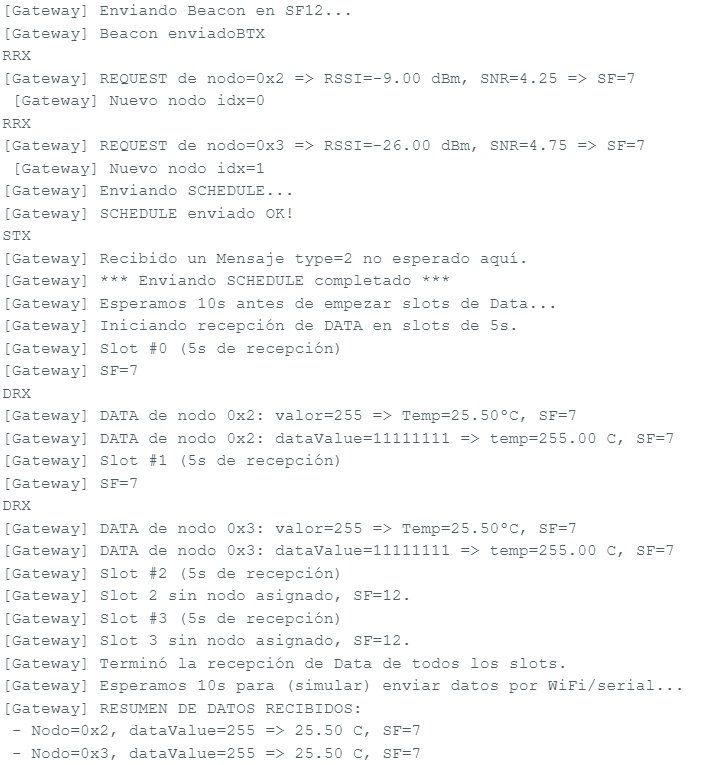 [Gateway] Enviando Beacon en SF12...
[Gateway] Beacon enviadoBTX
RRX
[Gateway] REQUEST de nodo=0x2 => RSSI=-9.00 dBm, SNR=4.25 => SF=7
[Gateway] Nuevo nodo idx=0
RRX
[Gateway] REQUEST de nodo=0x3 => RSSI=-26.00 dBm, SNR=4.75 => SF=7
[Gateway] Nuevo nodo idx=1
[Gateway] Enviando SCHEDULE...
[Gateway] SCHEDULE enviado OK!
STX
[Gateway] Recibido un Mensaje type=2 no esperado aquí.
[Gateway] *** Enviando SCHEDULE completado ***
[Gateway] Esperamos 10s antes de empezar slots de Data...
[Gateway] Iniciando recepción de DATA en slots de 5s.
[Gateway] Slot #0 (5s de recepción)
[Gateway] SF=7
DRX
[Gateway] DATA de nodo 0x2: valor=255 => Temp=25.50ºC, SF=7
[Gateway] DATA de nodo 0x2: dataValue=11111111 => temp=255.00 C, SF=7
[Gateway] Slot #1 (5s de recepción)
[Gateway] SF=7
DRX
[Gateway] DATA de nodo 0x3: valor=255 => Temp=25.50ºC, SF=7
[Gateway] DATA de nodo 0x3: dataValue=11111111 => temp=255.00 C, SF=7
[Gateway] Slot #2 (5s de recepción)
[Gateway] Slot 2 sin nodo asignado, SF=12.
[Gateway] Slot #3 (5s de recepción)
[Gateway] Slot 3 sin nodo asignado, SF=12.
[Gateway] Terminó la recepción de Data de todos los slots.
[Gateway] Esperamos 10s para (simular) enviar datos por WiFi/serial...
[Gateway] RESUMEN DE DATOS RECIBIDOS:
- Nodo=0x2, dataValue=255 => 25.50 C, SF=7
- Nodo=0x3, dataValue=255 => 25.50 C, SF=7